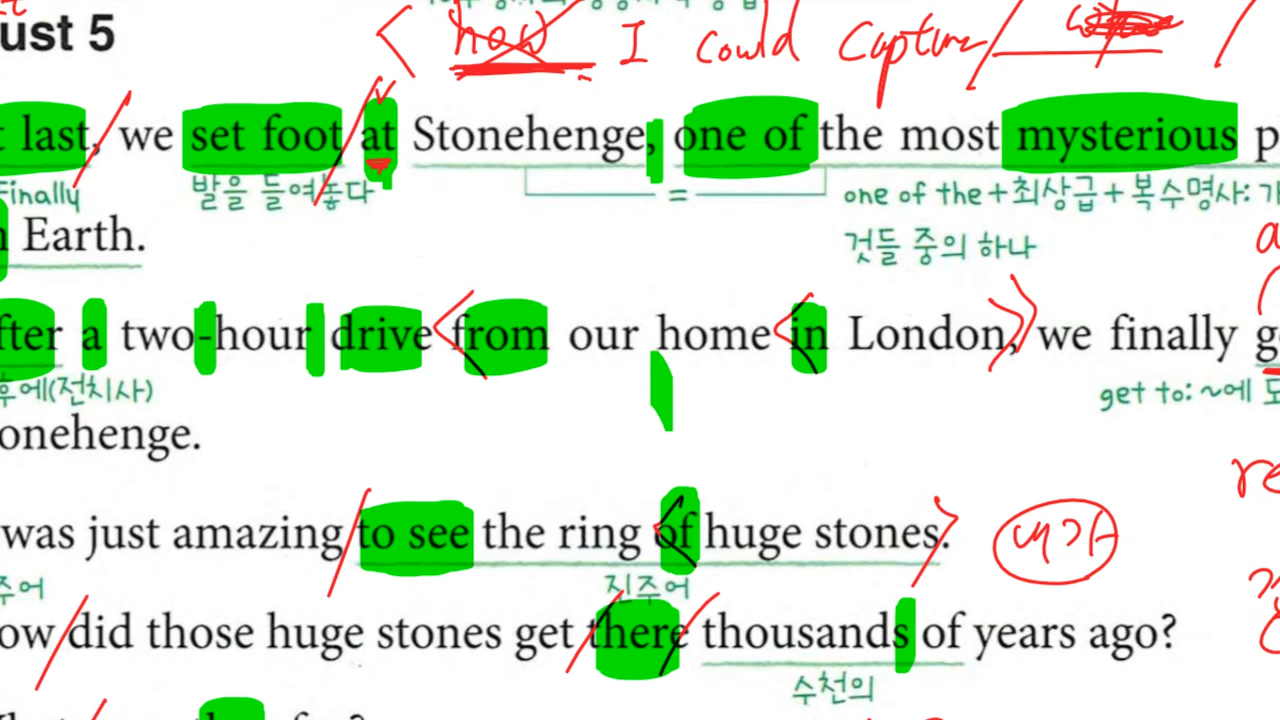 ust 5
how I could capture
last, we set foot at Stonehenge, one of the most mysterious p
Finally 발을 들여놓다 = one of the+최상급+복수명사: 가
Earth.
것들 중의 하나
fter a two-hour drive from our home in London, we finally g
후에(전치사) get to: ~에 도
onehenge.
re
was just amazing to see the ring of huge stones.
주어 진주어
ow did those huge stones get there thousands of years ago?
수천의